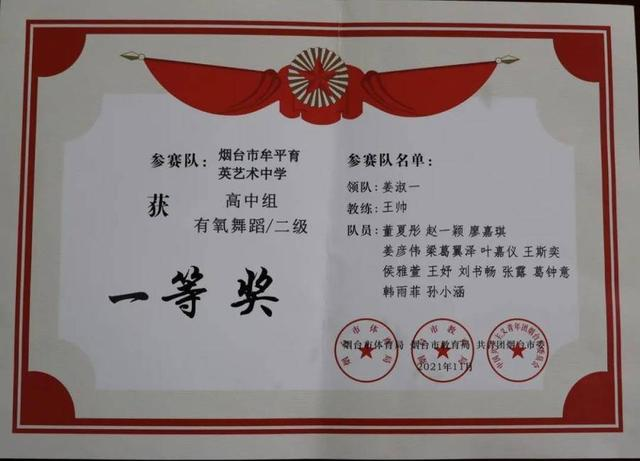 参赛队：烟台市牟平育
英艺术中学
获 高中组
有氧舞蹈/二级
一等奖
参赛队名单：
领队：姜淑一
教练：王帅
队员：董夏彤 赵一颖 廖嘉琪
姜彦伟 梁葛翼泽 叶嘉仪 王斯奕
侯雅萱 王妤 刘书畅 张露 葛钟意
韩雨菲 孙小涵
烟台市体育局 烟台市教育局 共青团烟台市委
2021年11月